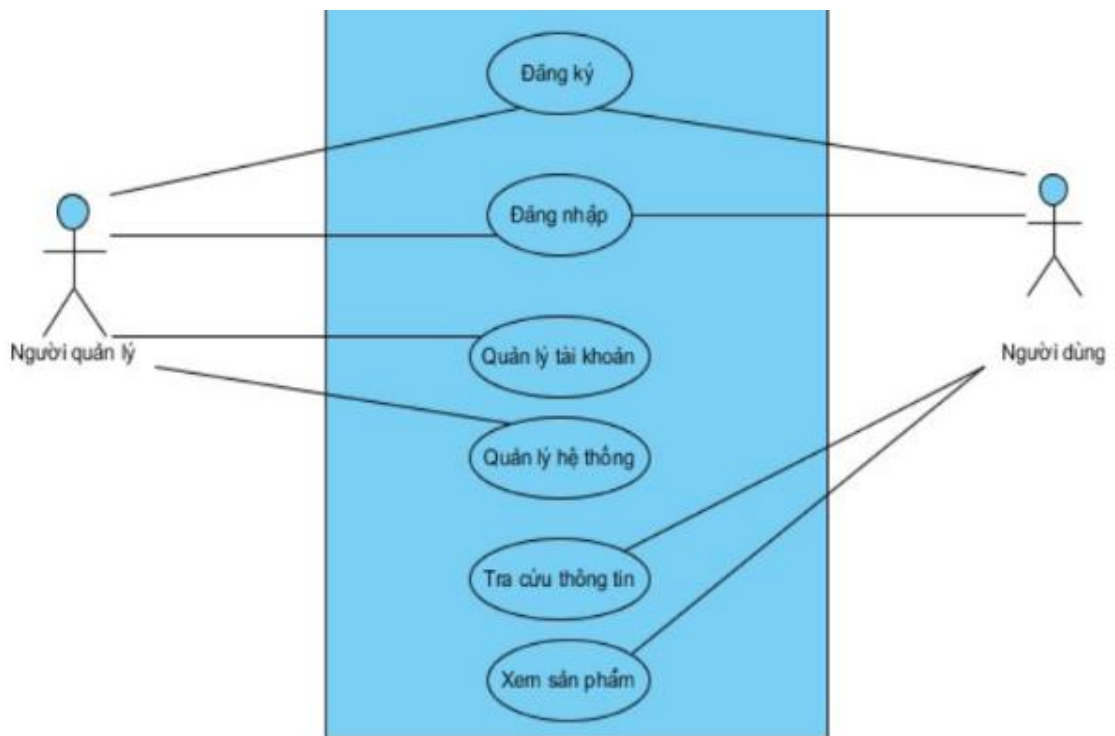 Đăng ký
Đăng nhập
Người quản lý
Quản lý tài khoản
Người dùng
Quản lý hệ thống
Tra cứu thông tin
Xem sản phẩm